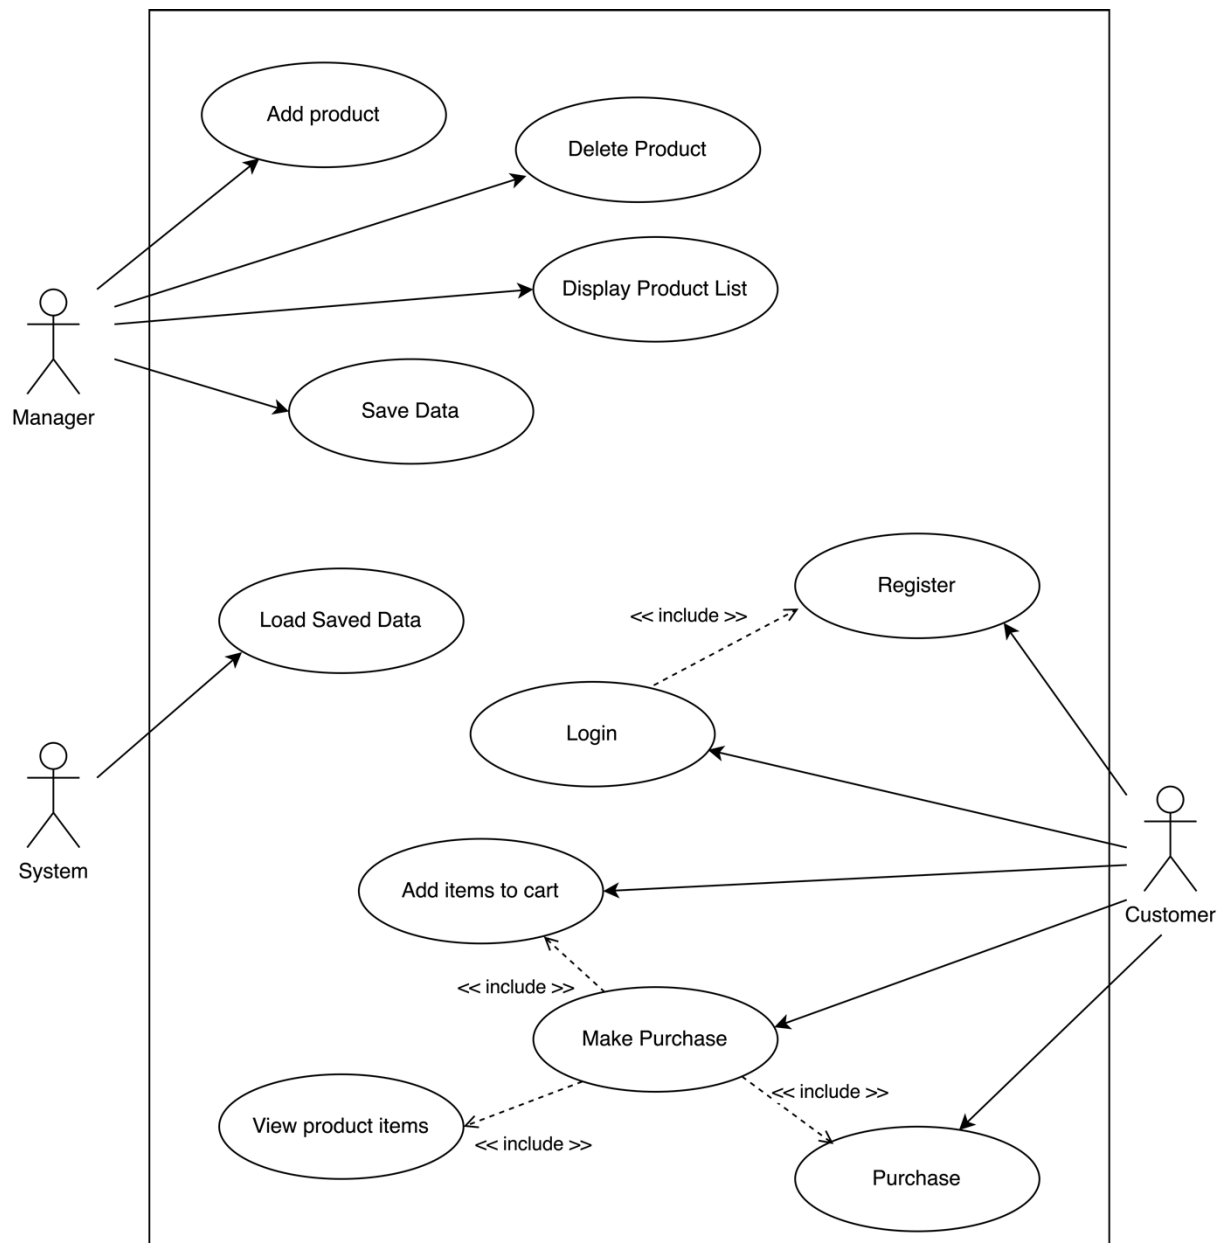 Add product
Delete Product
Display Product List
Manager
Save Data
Register
<< include >>
Load Saved Data
Login
System
Add items to cart
Customer
<< include >>
Make Purchase
<< include >>
View product items
<< include >>
Purchase